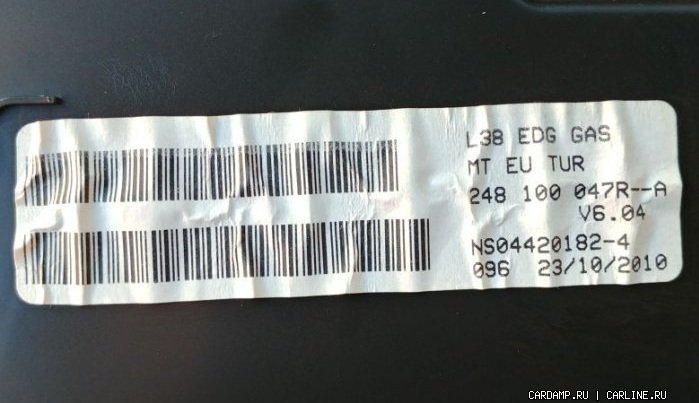 L38 EDG GAS
MT EU TUR
248 100 047R--A
V6.04
NS04420182-4
096 23/10/2010
CARDAMP.RU | CARLINE.RU